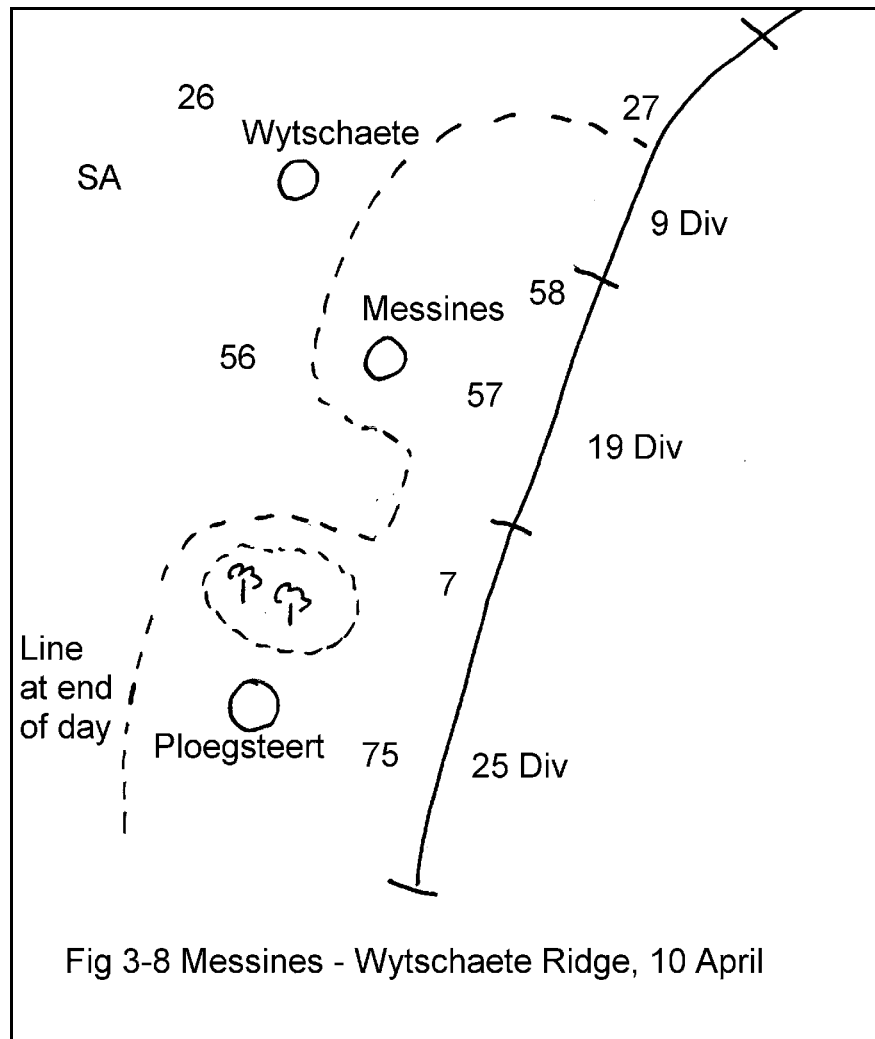 26
27
Wytschaete
SA
9 Div
58
Messines
56
57
19 Div
7
Line
at end
of day
Ploegsteert
75
25 Div
Fig 3-8 Messines - Wytschaete Ridge, 10 April